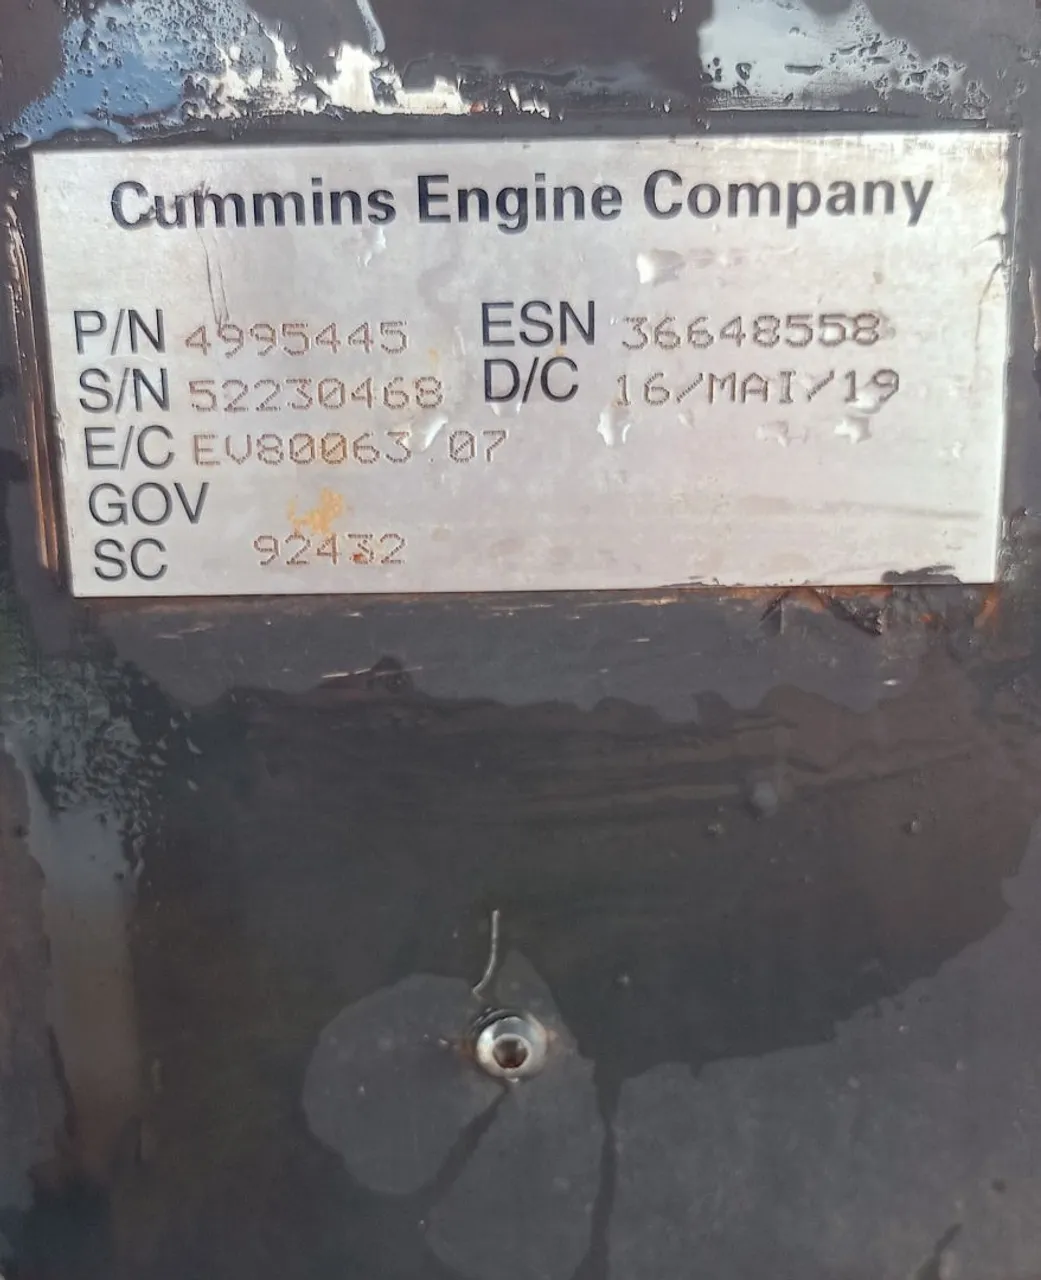 Cummins Engine Company
P/N 4995445 ESN 36648558
S/N 52230468 D/C 16/MAI/19
E/C EV80063.07
GOV
SC 92432